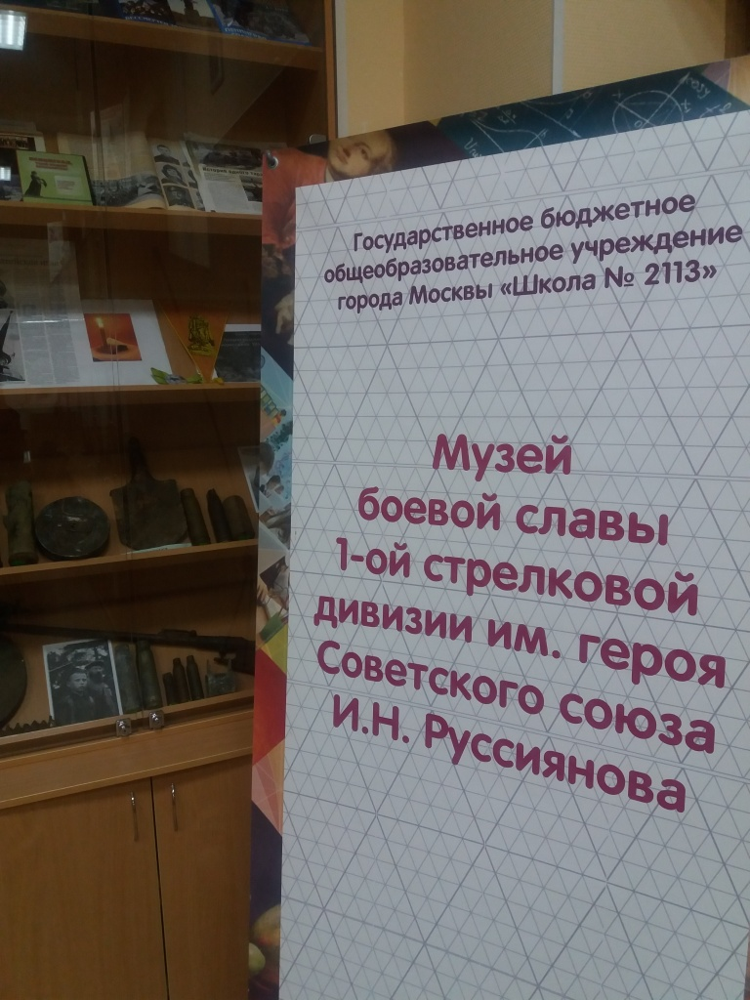 Государственное бюджетное
общеобразовательное учреждение
города Москвы «Школа № 2113»
Музей
боевой славы
1-ой стрелковой
дивизии им. героя
Советского союза
И.Н. Руссиянова